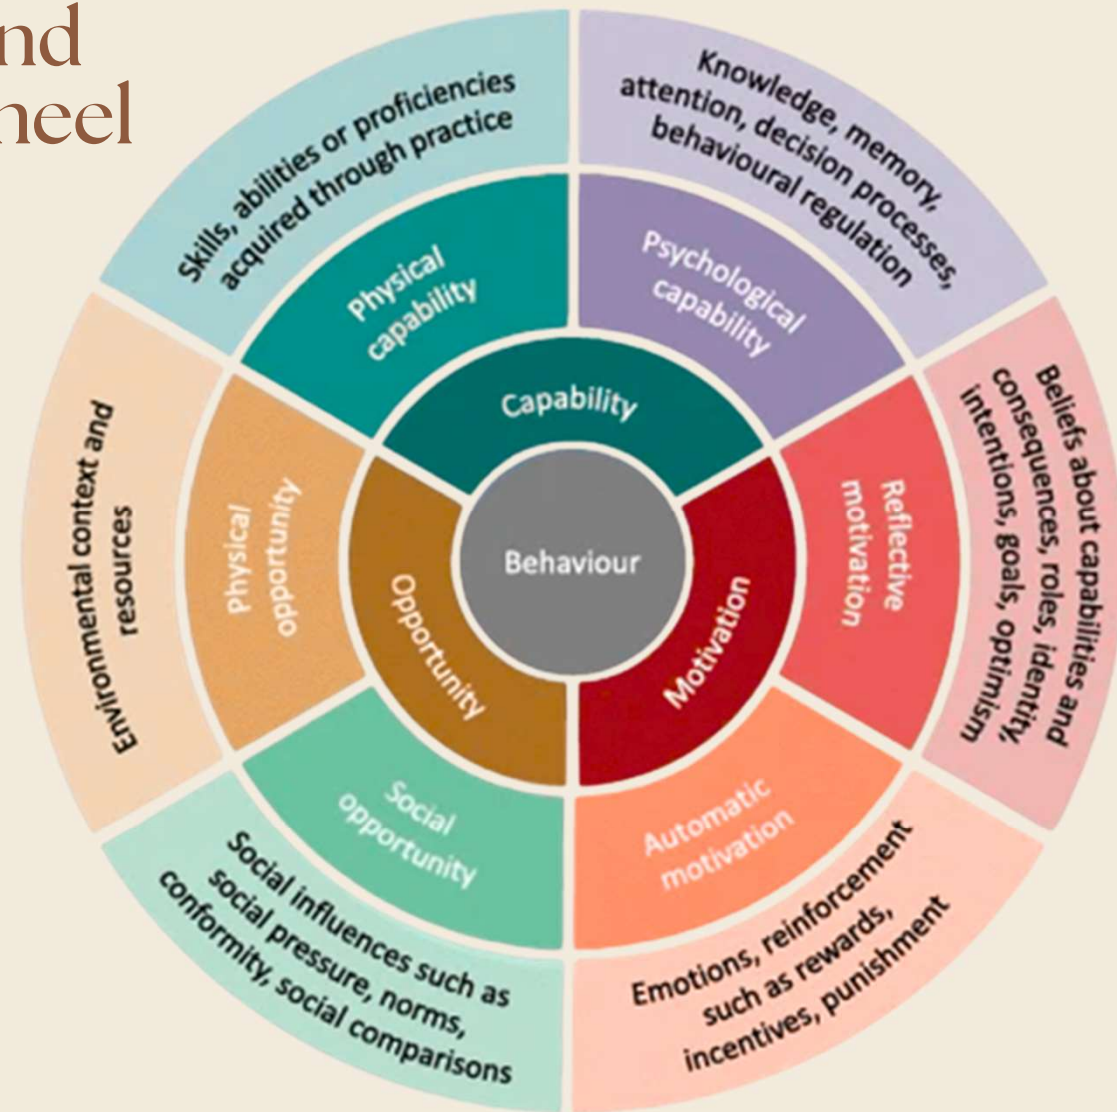 nd
heel
Skills, abilities or proficiencies
acquired through practice
Knowledge, memory,
attention, decision processes,
behavioural regulation
Physical
capability
Psychological
capability
Capability
Behaviour
Opportunity
Motivation
Physical
opportunity
Environmental context and
resources
Reflective
motivation
Beliefs about capabilities and
consequences, roles, identity,
intentions, goals, optimism
Social
opportunity
Social influences such as
social pressure, norms,
conformity, social comparisons
Automatic
motivation
Emotions, reinforcement
such as rewards,
incentives, punishment